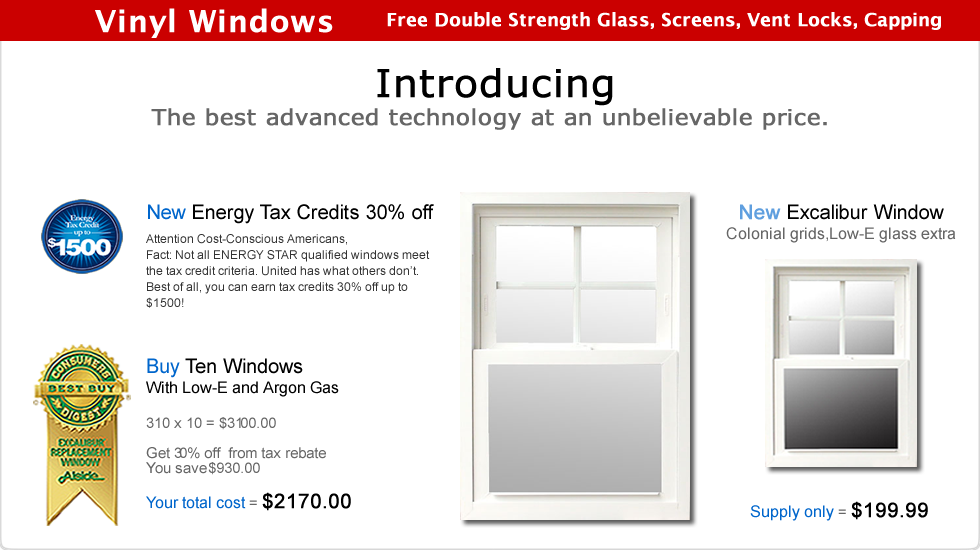 Vinyl Windows
Free Double Strength Glass, Screens, Vent Locks, Capping
Introducing
The best advanced technology at an unbelievable price.
Energy
Tax Credit
up to
$1500
New Energy Tax Credits 30% off
Attention Cost-Conscious Americans,
Fact: Not all ENERGY STAR qualified windows meet
the tax credit criteria. United has what others don't.
Best of all, you can earn tax credits 30% off up to
$1500!
CONSUMERS
BEST BUY
DIGEST
EXCALIBUR
REPLACEMENT
WINDOW
Alside
Buy Ten Windows
With Low-E and Argon Gas
310 x 10 = $3100.00
Get 30% off from tax rebate
You save $930.00
Your total cost = $2170.00
New Excalibur Window
Colonial grids,Low-E glass extra
Supply only = $199.99